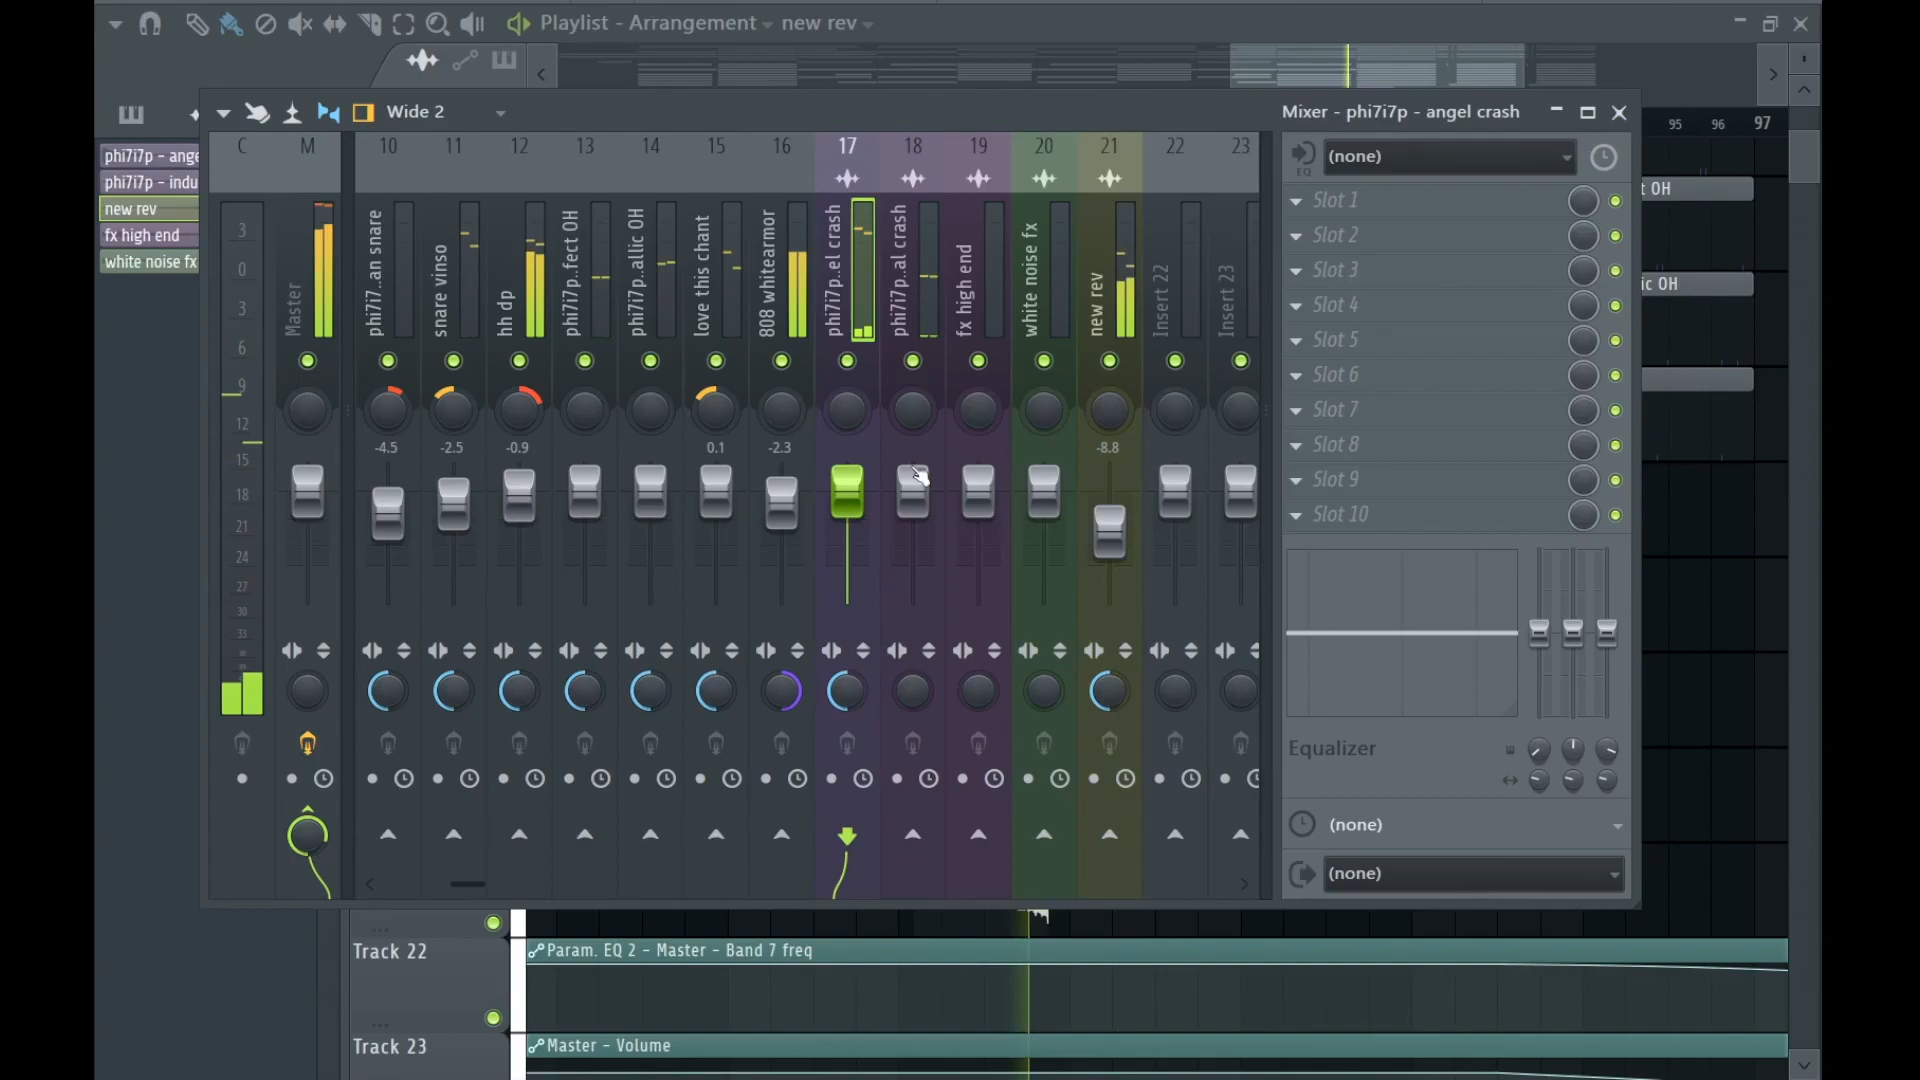 Playlist - Arrangement
new rev
95 96 97
phi7i7p - ange
phi7i7p - indu
new rev
fx high end
white noise fx
Wide 2
Mixer - phi7i7p - angel crash
C M 10 11 12 13 14 15 16 17 18 19 20 21 22 23
EQ
(none)
Master
phi7i7...an snare
snare vinso
hh dp
phi7i7p...fect OH
phi7i7p...allic OH
love this chant
808 whitearmor
phi7i7p...el crash
phi7i7p...al crash
fx high end
white noise fx
new rev
Insert 22
Insert 23
3
0
3
6
9
12
15
18
21
24
27
30
33
-4.5 -2.5 -0.9 0.1 -2.3 -8.8
Slot 1
Slot 2
Slot 3
Slot 4
Slot 5
Slot 6
Slot 7
Slot 8
Slot 9
Slot 10
t OH
ic OH
Equalizer
(none)
(none)
...
Track 22
Param. EQ 2 - Master - Band 7 freq
...
Track 23
Master - Volume